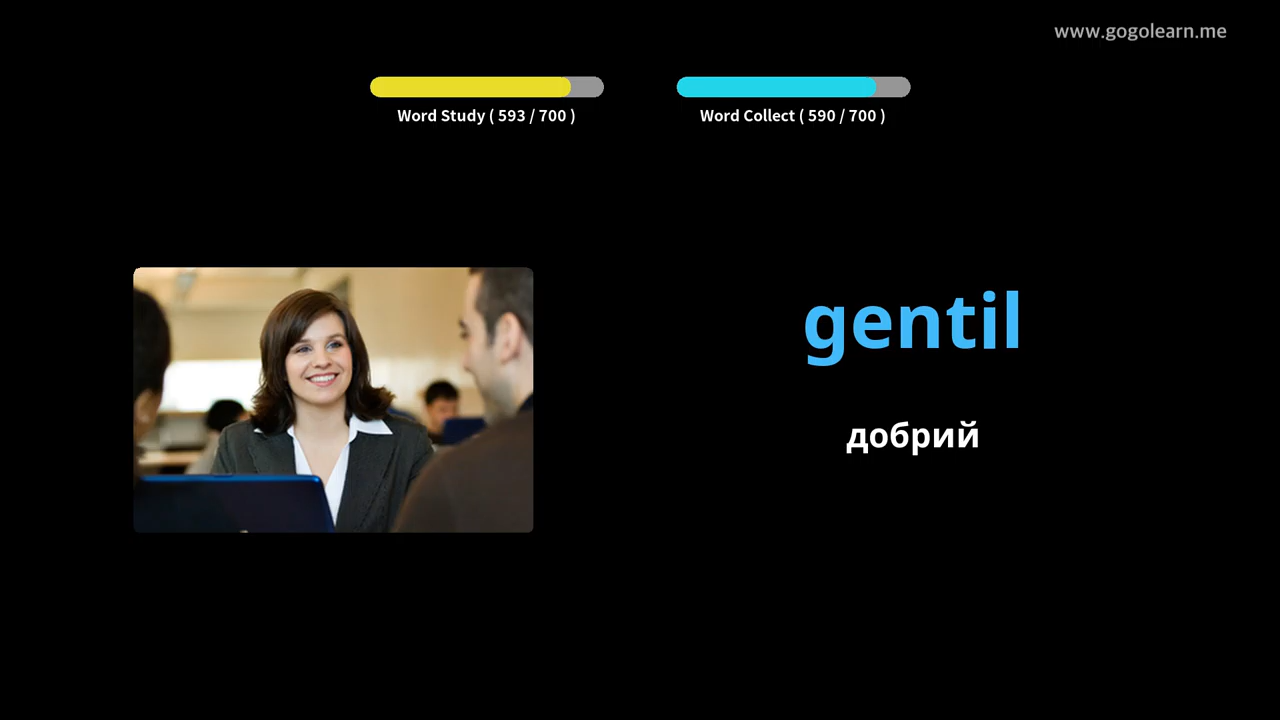 www.gogolearn.me
Word Study ( 593 / 700 )
Word Collect ( 590 / 700 )
gentil
добрий